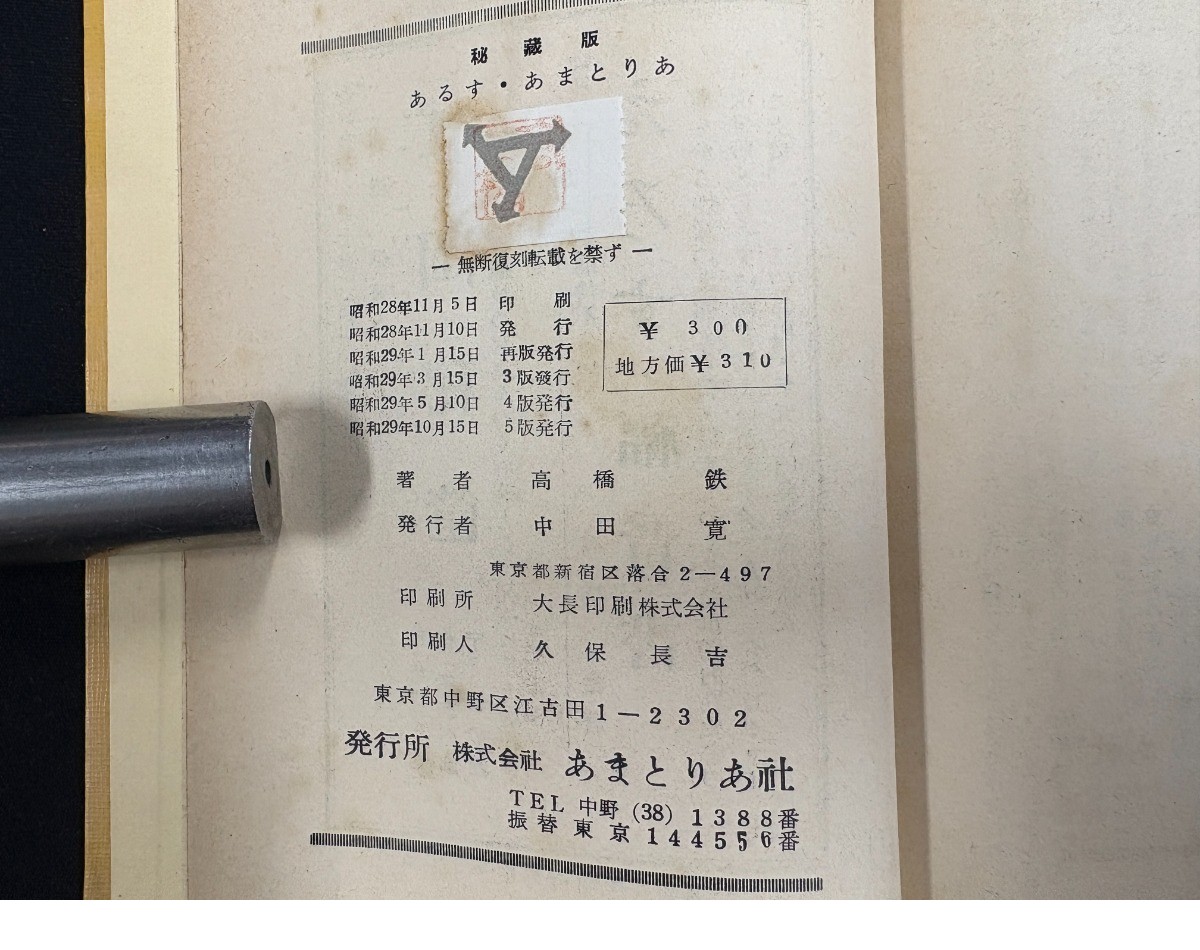 秘藏版
あるす・あまとりあ
― 無断復刻転載を禁ず ―
昭和28年11月5日 印刷
昭和28年11月10日 発行
昭和29年1月15日 再版発行
昭和29年3月15日 3版發行
昭和29年5月10日 4版発行
昭和29年10月15日 5版発行
¥ 300
地方価¥310
著者 高橋鉄
発行者 中田寛
東京都新宿区落合2―497
印刷所 大長印刷株式会社
印刷人 久保長吉
東京都中野区江古田1―2302
発行所 株式会社 あまとりあ社
TEL 中野 (38) 1388番
振替東京 144556番